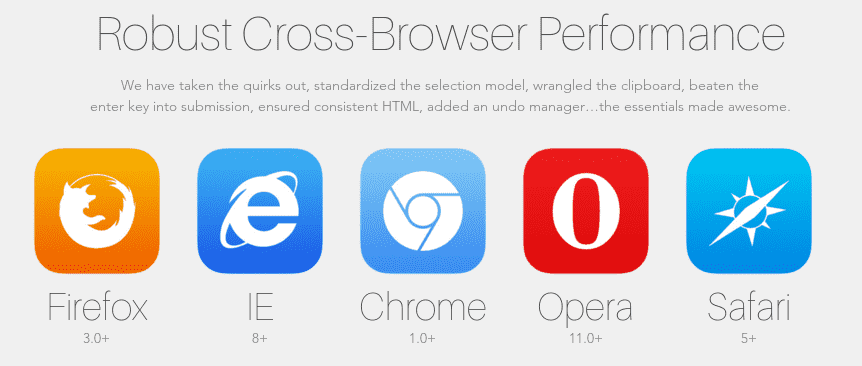 Robust Cross-Browser Performance
We have taken the quirks out, standardized the selection model, wrangled the clipboard, beaten the
enter key into submission, ensured consistent HTML, added an undo manager...the essentials made awesome.
Firefox IE Chrome Opera Safari
3.0+ 8+ 1.0+ 11.0+ 5+